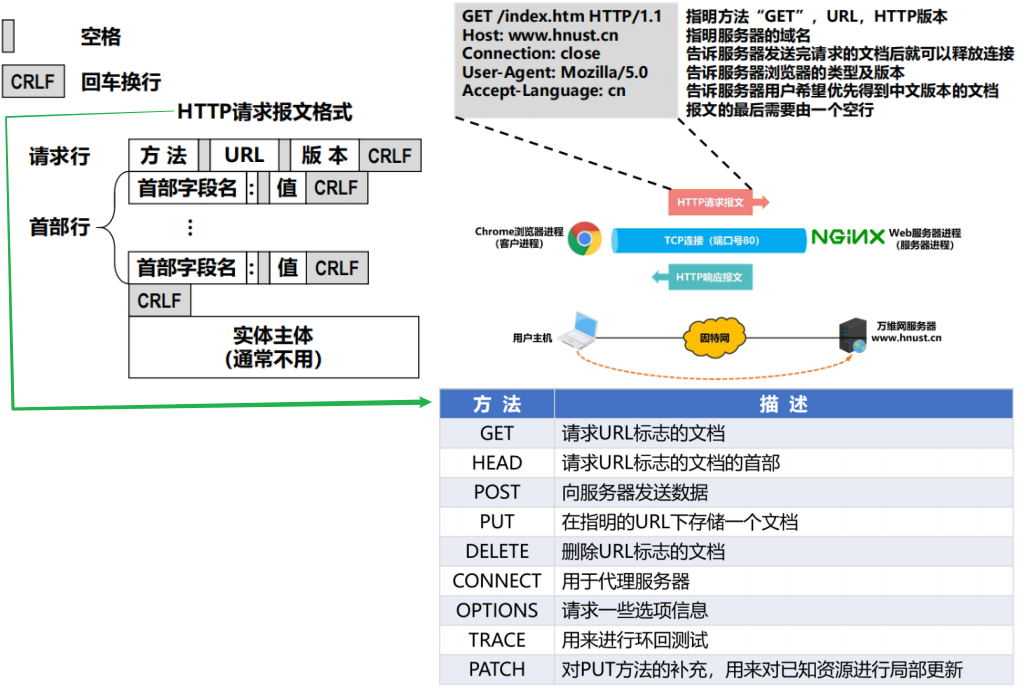 空格
CRLF 回车换行
HTTP请求报文格式
请求行
方 法 URL 版 本 CRLF
首部行
首部字段名 : 值 CRLF
⋮
首部字段名 : 值 CRLF
CRLF
实体主体
(通常不用)
GET /index.htm HTTP/1.1
Host: www.hnust.cn
Connection: close
User-Agent: Mozilla/5.0
Accept-Language: cn
指明方法“GET”,URL,HTTP版本
指明服务器的域名
告诉服务器发送完请求的文档后就可以释放连接
告诉服务器浏览器的类型及版本
告诉服务器用户希望优先得到中文版本的文档
报文的最后需要由一个空行
HTTP请求报文
Chrome浏览器进程
(客户进程)
TCP连接(端口号80)
NGINX
Web服务器进程
(服务器进程)
HTTP响应报文
用户主机
因特网
万维网服务器
www.hnust.cn
方 法 描 述
GET 请求URL标志的文档
HEAD 请求URL标志的文档的首部
POST 向服务器发送数据
PUT 在指明的URL下存储一个文档
DELETE 删除URL标志的文档
CONNECT 用于代理服务器
OPTIONS 请求一些选项信息
TRACE 用来进行环回测试
PATCH 对PUT方法的补充,用来对已知资源进行局部更新